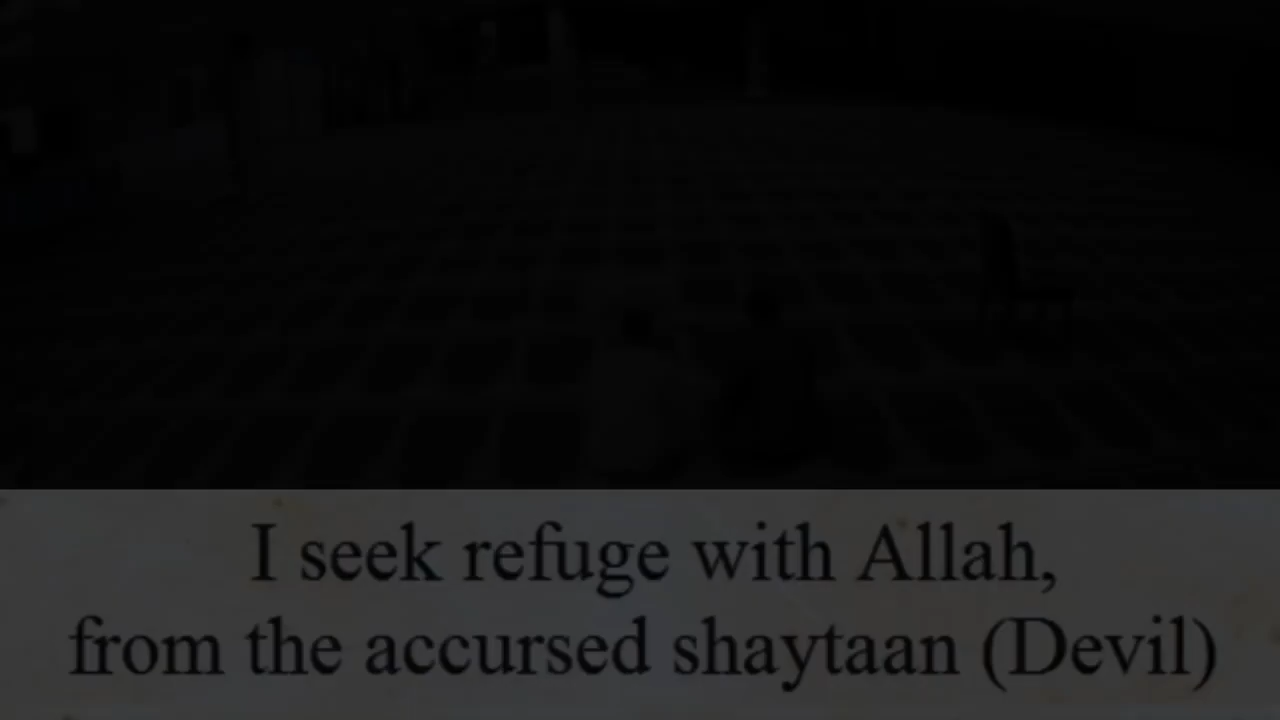 I seek refuge with Allah,
from the accursed shaytaan (Devil)